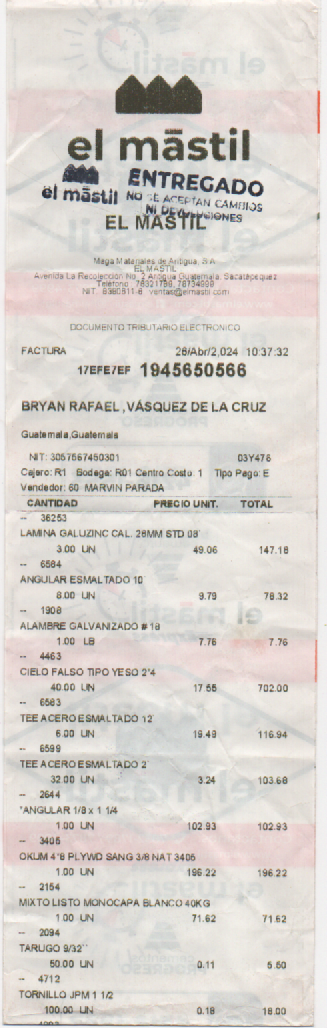 el māstil
el māstil ENTREGADO
NO SE ACEPTAN CAMBIOS
NI DEVOLUCIONES
EL MASTIL
Maga Materiales de Antigua, S.A.
EL MASTIL
Avenida La Recoleccion No. 2 Antigua Guatemala, Sacatepequez
Telefono: 78321789, 78734999
NIT: 6380811-8 ventas@elmastil.com
DOCUMENTO TRIBUTARIO ELECTRONICO
FACTURA 26/Abr/2,024 10:37:32
17EFE7EF 1945650566
BRYAN RAFAEL ,VÁSQUEZ DE LA CRUZ
Guatemala,Guatemala
NIT: 3057567450301 03Y476
Cajero: R1 Bodega: R01 Centro Costo: 1 Tipo Pago: E
Vendedor: 60 MARVIN PARADA
CANTIDAD PRECIO UNIT. TOTAL
-- 36253
LAMINA GALUZINC CAL. 26MM STD 08'
3.00 UN 49.06 147.18
-- 6584
ANGULAR ESMALTADO 10'
8.00 UN 9.79 78.32
-- 1908
ALAMBRE GALVANIZADO # 18
1.00 LB 7.76 7.76
-- 4463
CIELO FALSO TIPO YESO 2*4
40.00 UN 17.55 702.00
-- 6583
TEE ACERO ESMALTADO 12'
6.00 UN 19.49 116.94
-- 6599
TEE ACERO ESMALTADO 2'
32.00 UN 3.24 103.68
-- 2644
*ANGULAR 1/8 x 1 1/4
1.00 UN 102.93 102.93
-- 3405
OKUM 4*8 PLYWD SANG 3/8 NAT 3405
1.00 UN 196.22 196.22
-- 2154
MIXTO LISTO MONOCAPA BLANCO 40KG
1.00 UN 71.62 71.62
-- 2094
TARUGO 9/32''
50.00 UN 0.11 5.50
-- 4712
TORNILLO JPM 1 1/2
100.00 UN 0.18 18.00